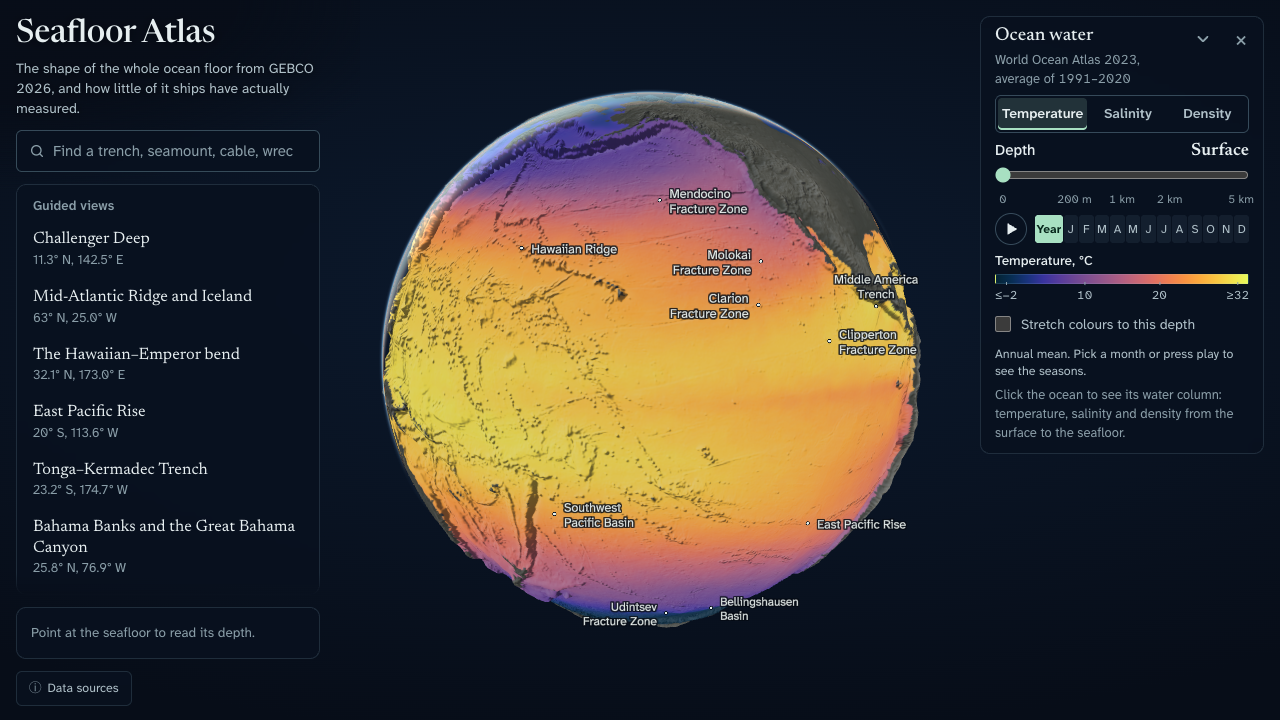 Seafloor Atlas
The shape of the whole ocean floor from GEBCO
2026, and how little of it ships have actually
measured.
Find a trench, seamount, cable, wrec
Guided views
Challenger Deep
11.3° N, 142.5° E
Mid-Atlantic Ridge and Iceland
63° N, 25.0° W
The Hawaiian–Emperor bend
32.1° N, 173.0° E
East Pacific Rise
20° S, 113.6° W
Tonga–Kermadec Trench
23.2° S, 174.7° W
Bahama Banks and the Great Bahama
Canyon
25.8° N, 76.9° W
Point at the seafloor to read its depth.
Data sources
Mendocino
Fracture Zone
Hawaiian Ridge
Molokai
Fracture Zone
Middle America
Trench
Clarion
Fracture Zone
Clipperton
Fracture Zone
Southwest
Pacific Basin
East Pacific Rise
Udintsev
Fracture Zone
Bellingshausen
Basin
Ocean water
World Ocean Atlas 2023,
average of 1991–2020
Temperature Salinity Density
Depth Surface
0 200 m 1 km 2 km 5 km
Year J F M A M J J A S O N D
Temperature, °C
≤−2 10 20 ≥32
Stretch colours to this depth
Annual mean. Pick a month or press play to
see the seasons.
Click the ocean to see its water column:
temperature, salinity and density from the
surface to the seafloor.